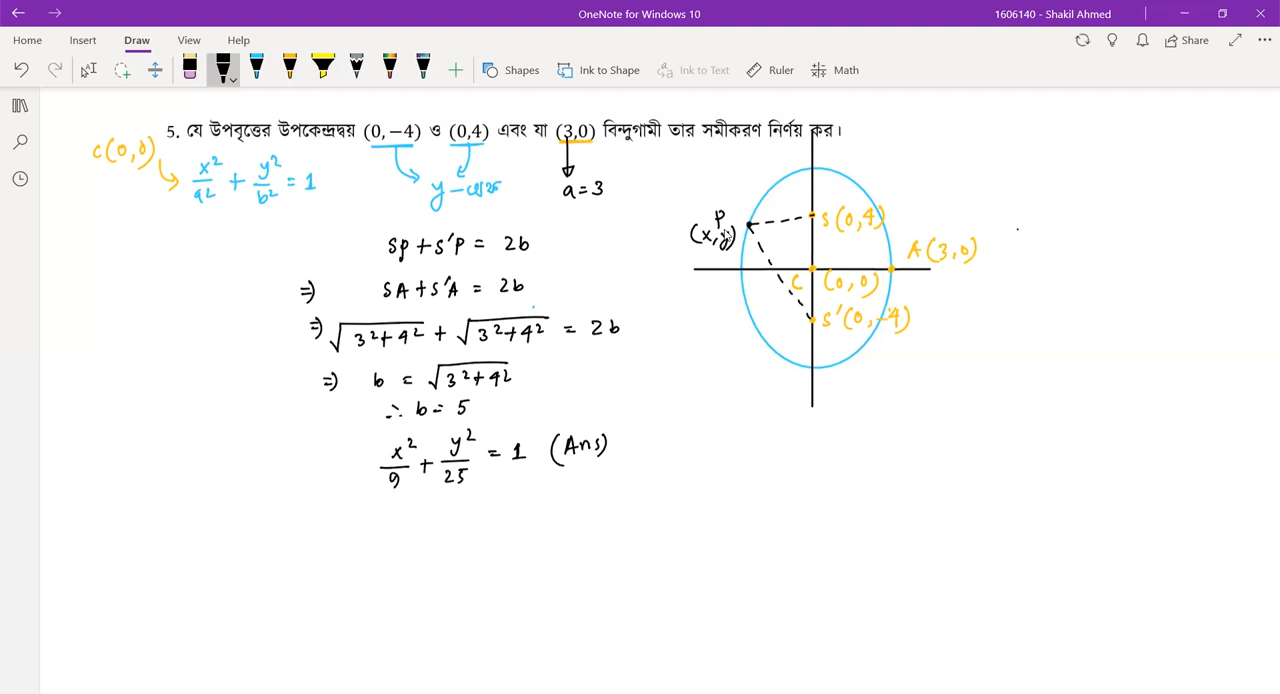 OneNote for Windows 10
1606140 - Shakil Ahmed
Home Insert Draw View Help
Share
Shapes Ink to Shape Ink to Text Ruler Math
5. যে উপবৃত্তের উপকেন্দ্রদ্বয় (0, −4) ও (0,4) এবং যা (3,0) বিন্দুগামী তার সমীকরণ নির্ণয় কর।
C(0,0)
x²/a² + y²/b² = 1
y-অক্ষ
a = 3
SP + S'P = 2b
⇒ SA + S'A = 2b
⇒ √(3²+4²) + √(3²+4²) = 2b
⇒ b = √(3²+4²)
∴ b = 5
x²/9 + y²/25 = 1 (Ans)
P
(x,y)
S(0,4)
A(3,0)
C (0,0)
S'(0,-4)